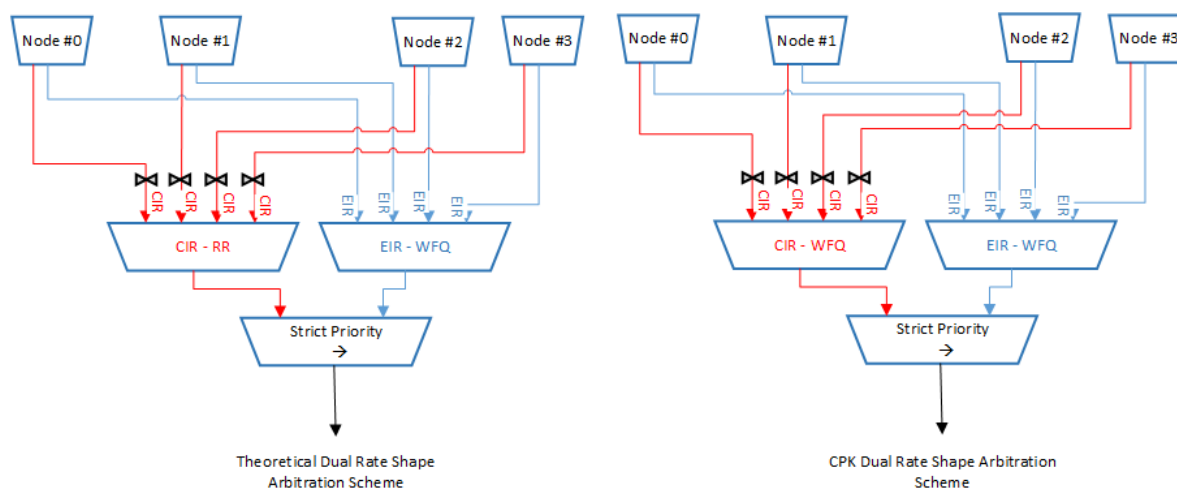 Node #0
Node #1
Node #2
Node #3
CIR
CIR
CIR
CIR
EIR
EIR
EIR
EIR
CIR - RR
EIR - WFQ
Strict Priority
→
Theoretical Dual Rate Shape
Arbitration Scheme
Node #0
Node #1
Node #2
Node #3
CIR
CIR
CIR
CIR
EIR
EIR
EIR
EIR
CIR - WFQ
EIR - WFQ
Strict Priority
→
CPK Dual Rate Shape Arbitration
Scheme